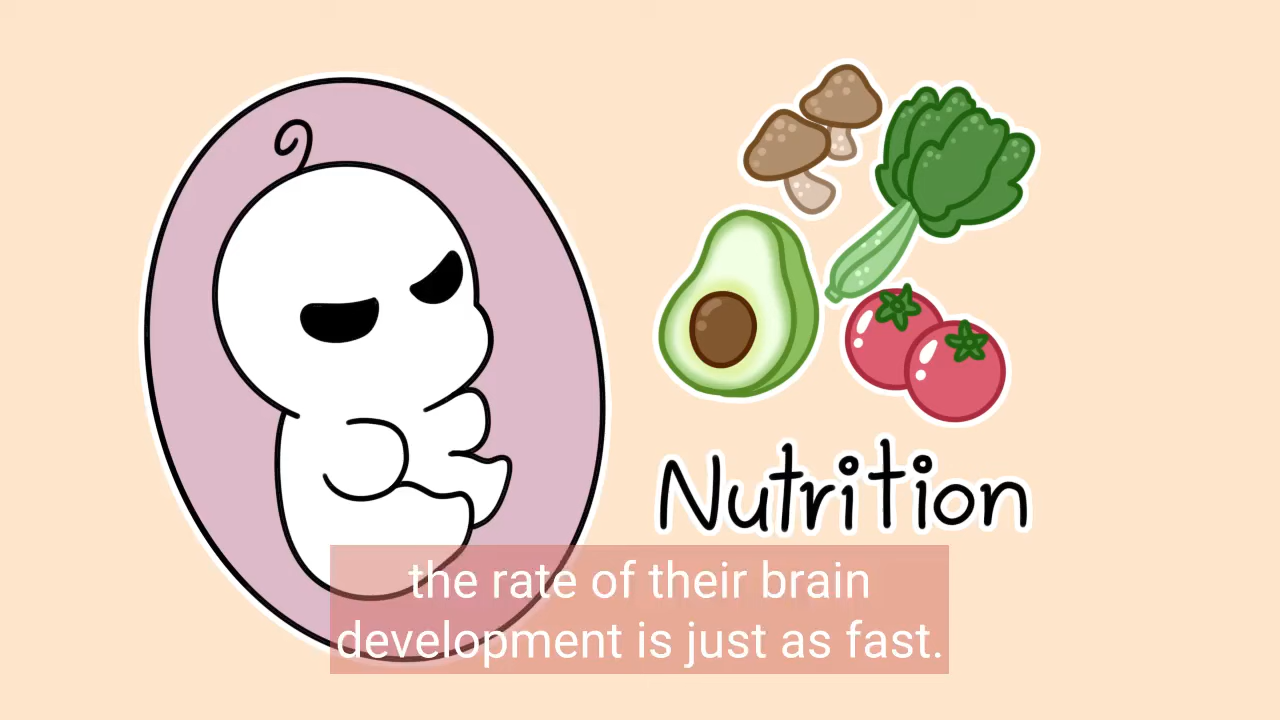 Nutrition
the rate of their brain
development is just as fast.